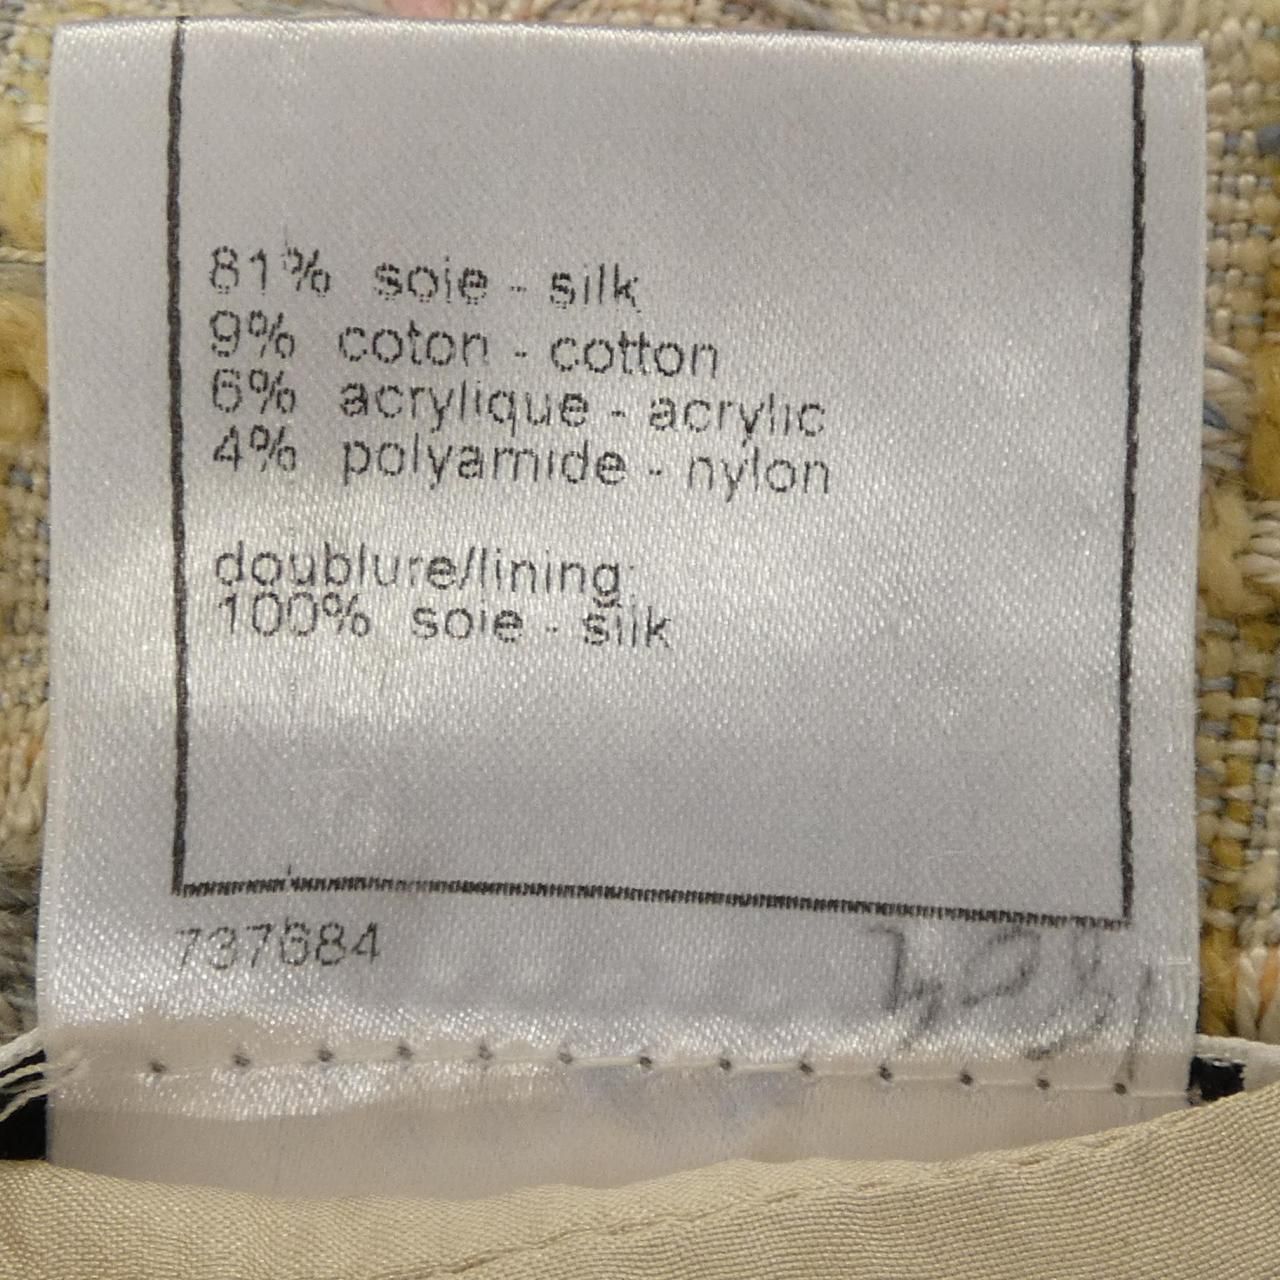 81% soie - silk
9% coton - cotton
6% acrylique - acrylic
4% polyamide - nylon
doublure/lining:
100% soie - silk
737684